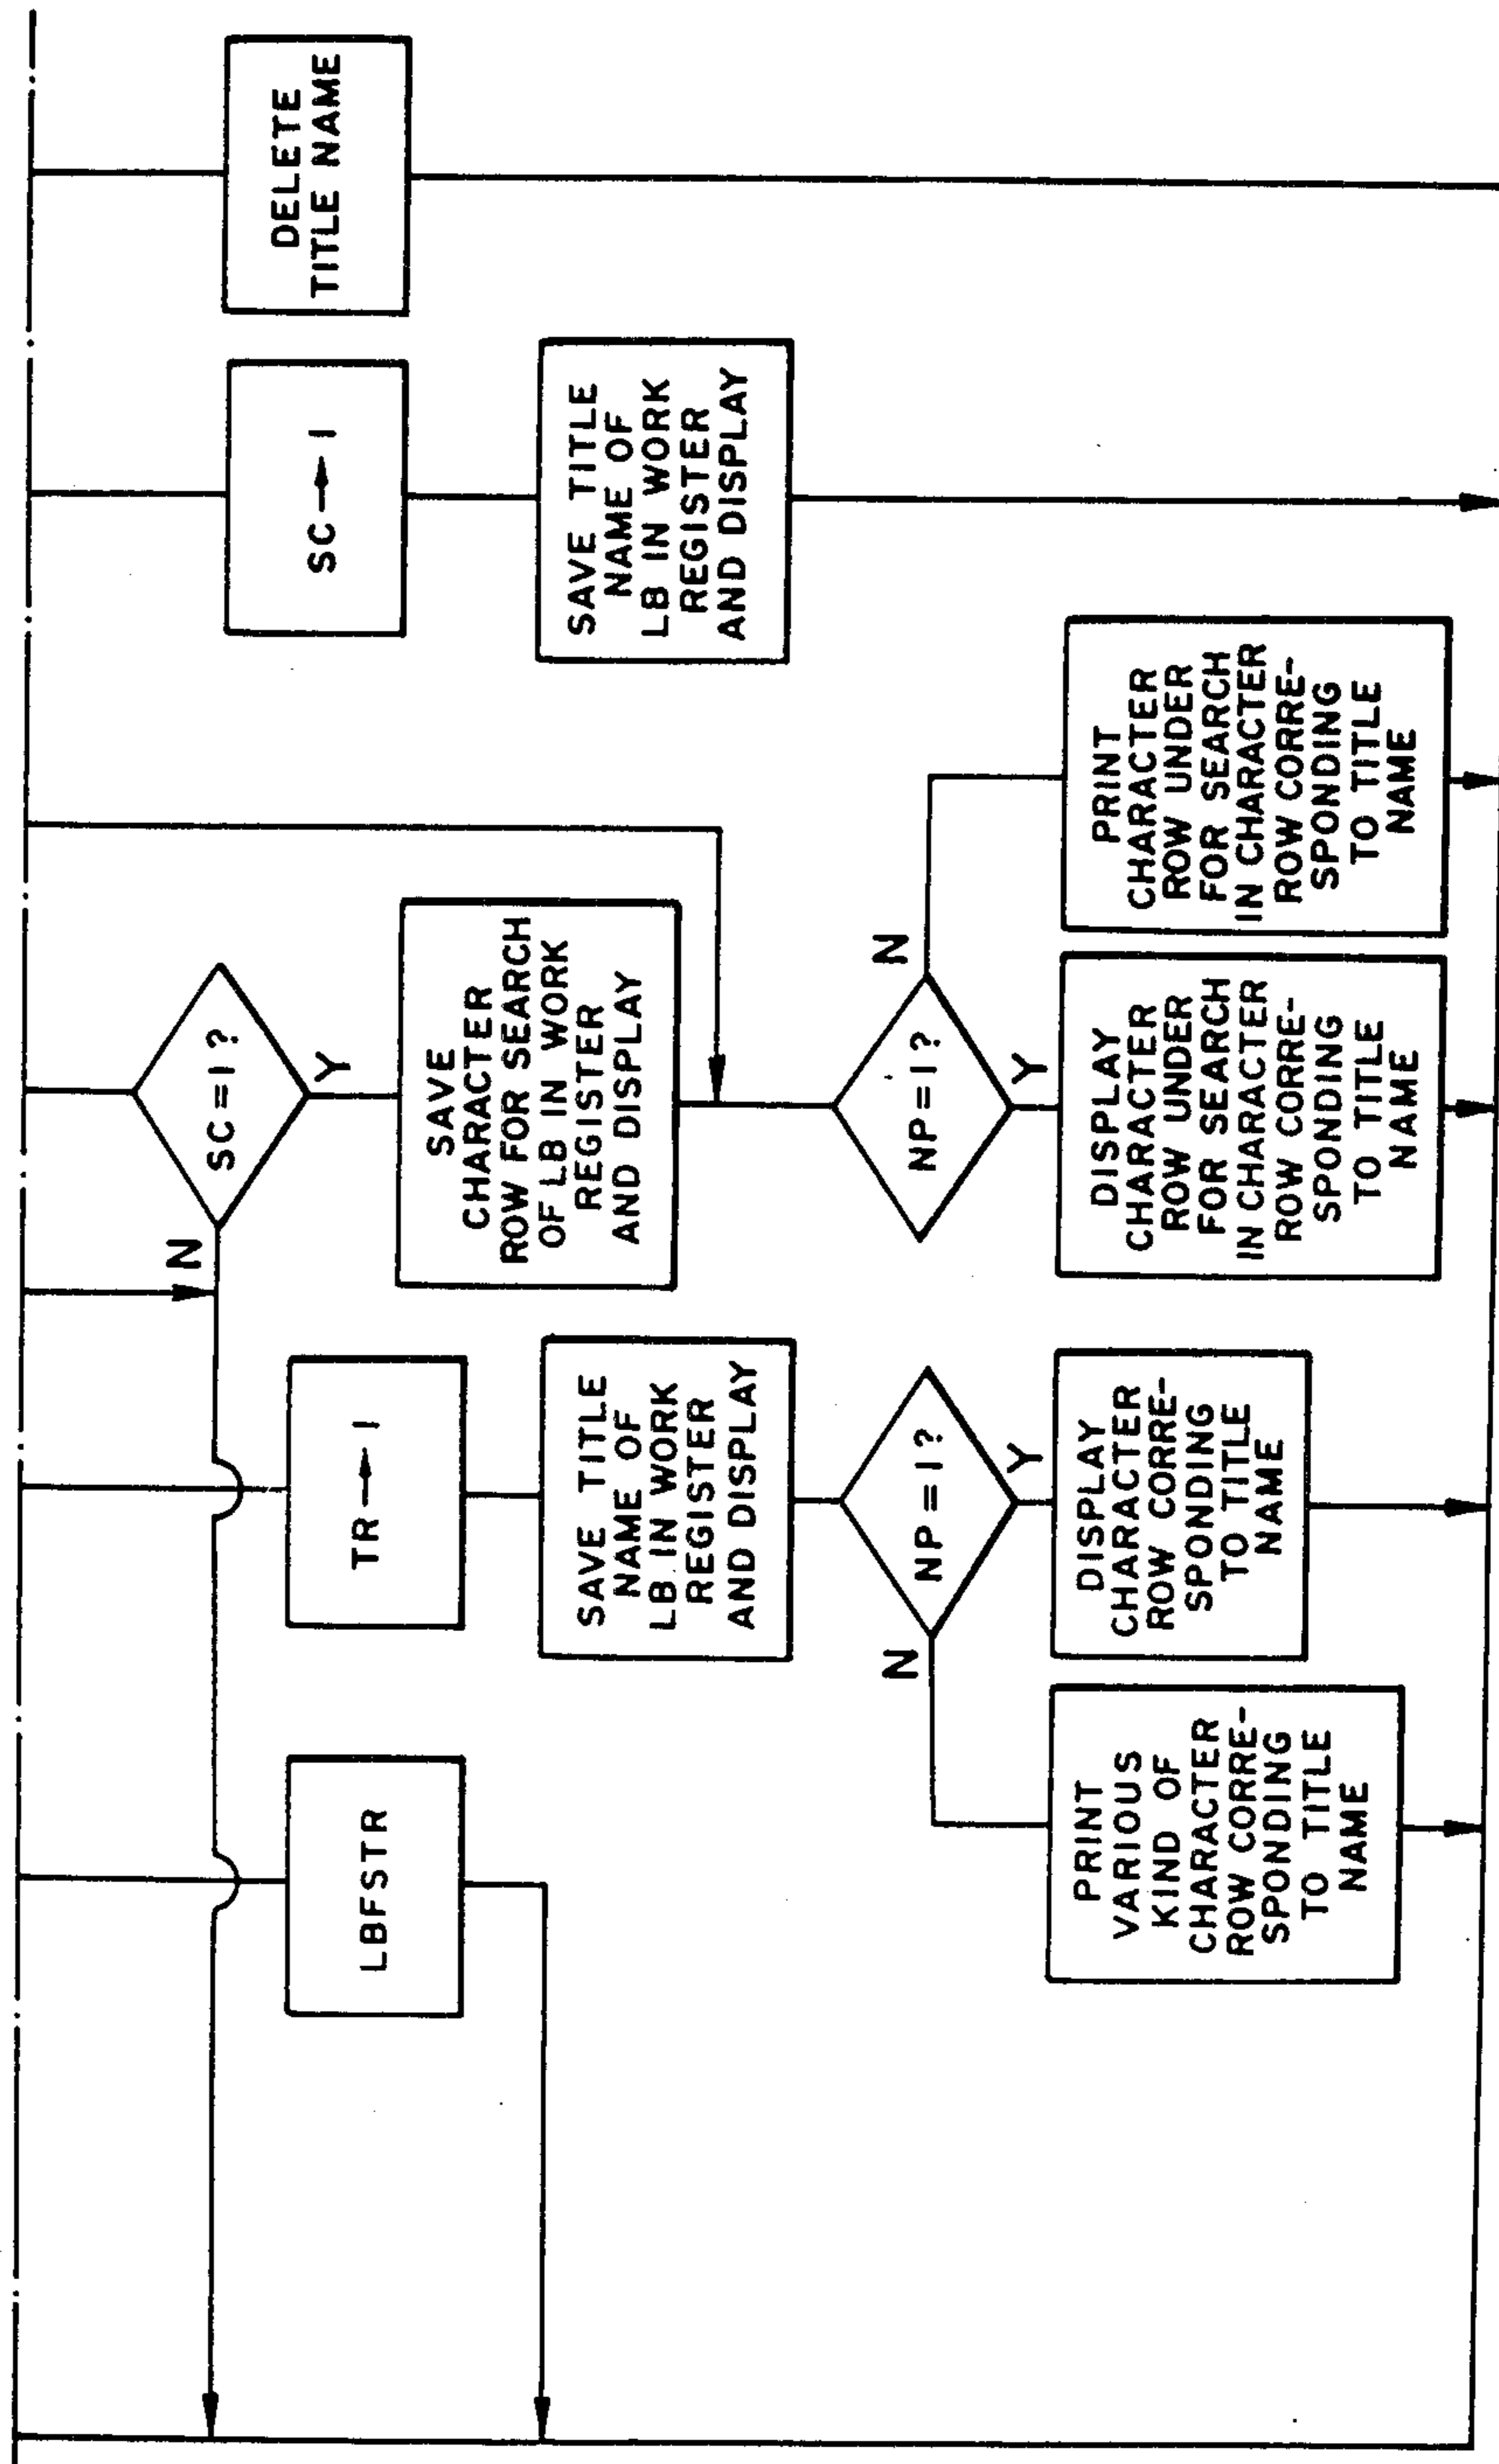 LBFSTR
TR→1
SAVE TITLE
NAME OF
LB IN WORK
REGISTER
AND DISPLAY
NP=1?
N
Y
PRINT
VARIOUS
KIND OF
CHARACTER
ROW CORRE-
SPONDING
TO TITLE
NAME
DISPLAY
CHARACTER
ROW CORRE-
SPONDING
TO TITLE
NAME
N
SC=1?
Y
SAVE
CHARACTER
ROW FOR SEARCH
OF LB IN WORK
REGISTER
AND DISPLAY
NP=1?
N
Y
DISPLAY
CHARACTER
ROW UNDER
FOR SEARCH
IN CHARACTER
ROW CORRE-
SPONDING
TO TITLE
NAME
PRINT
CHARACTER
ROW UNDER
FOR SEARCH
IN CHARACTER
ROW CORRE-
SPONDING
TO TITLE
NAME
SC→1
SAVE TITLE
NAME OF
LB IN WORK
REGISTER
AND DISPLAY
DELETE
TITLE NAME